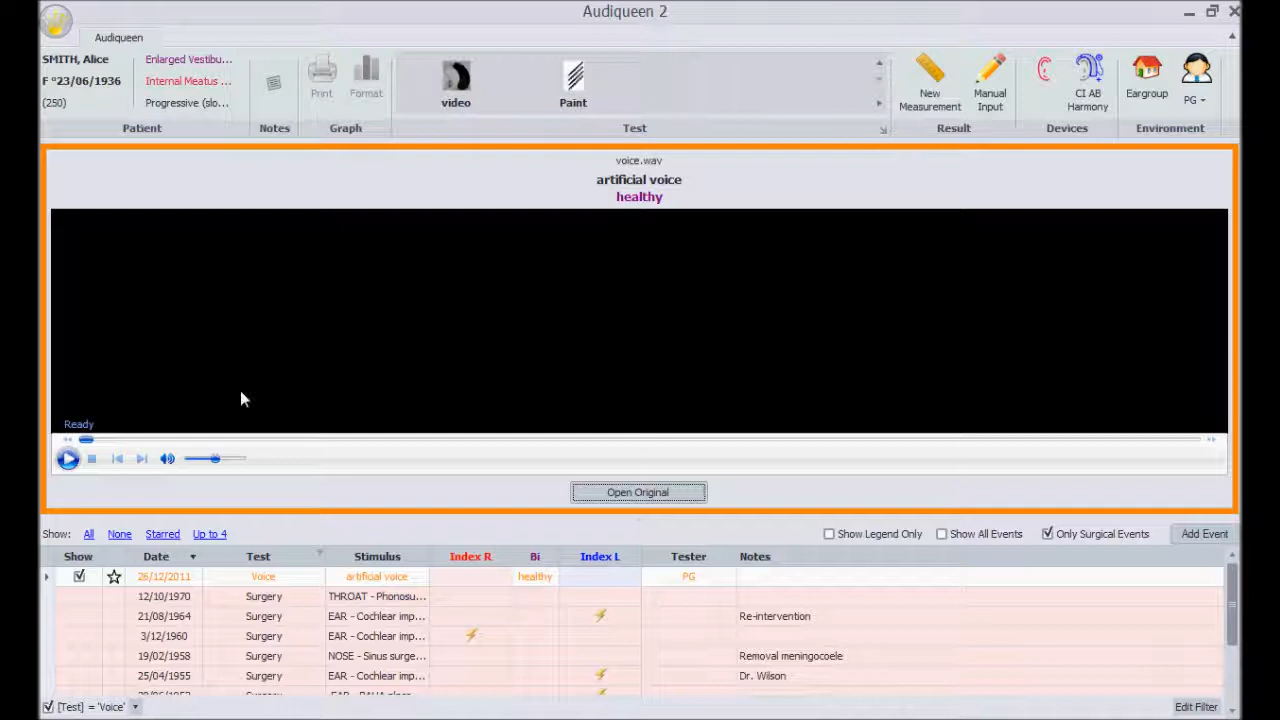 Audiqueen 2
Audiqueen
SMITH, Alice
F °23/06/1936
(250)
Enlarged Vestibu...
Internal Meatus ...
Progressive (slo...
Print
Format
video
Paint
New Measurement
Manual Input
CI AB Harmony
Eargroup
PG
Patient
Notes
Graph
Test
Result
Devices
Environment
voice.wav
artificial voice
healthy
Ready
Open Original
Show: All None Starred Up to 4
Show Legend Only Show All Events Only Surgical Events Add Event
Show Date Test Stimulus Index R Bi Index L Tester Notes
26/12/2011 Voice artificial voice healthy PG
12/10/1970 Surgery THROAT - Phonosu...
21/08/1964 Surgery EAR - Cochlear imp... Re-intervention
3/12/1960 Surgery EAR - Cochlear imp...
19/02/1958 Surgery NOSE - Sinus surge... Removal meningocoele
25/04/1955 Surgery EAR - Cochlear imp... Dr. Wilson
[Test] = 'Voice' Edit Filter